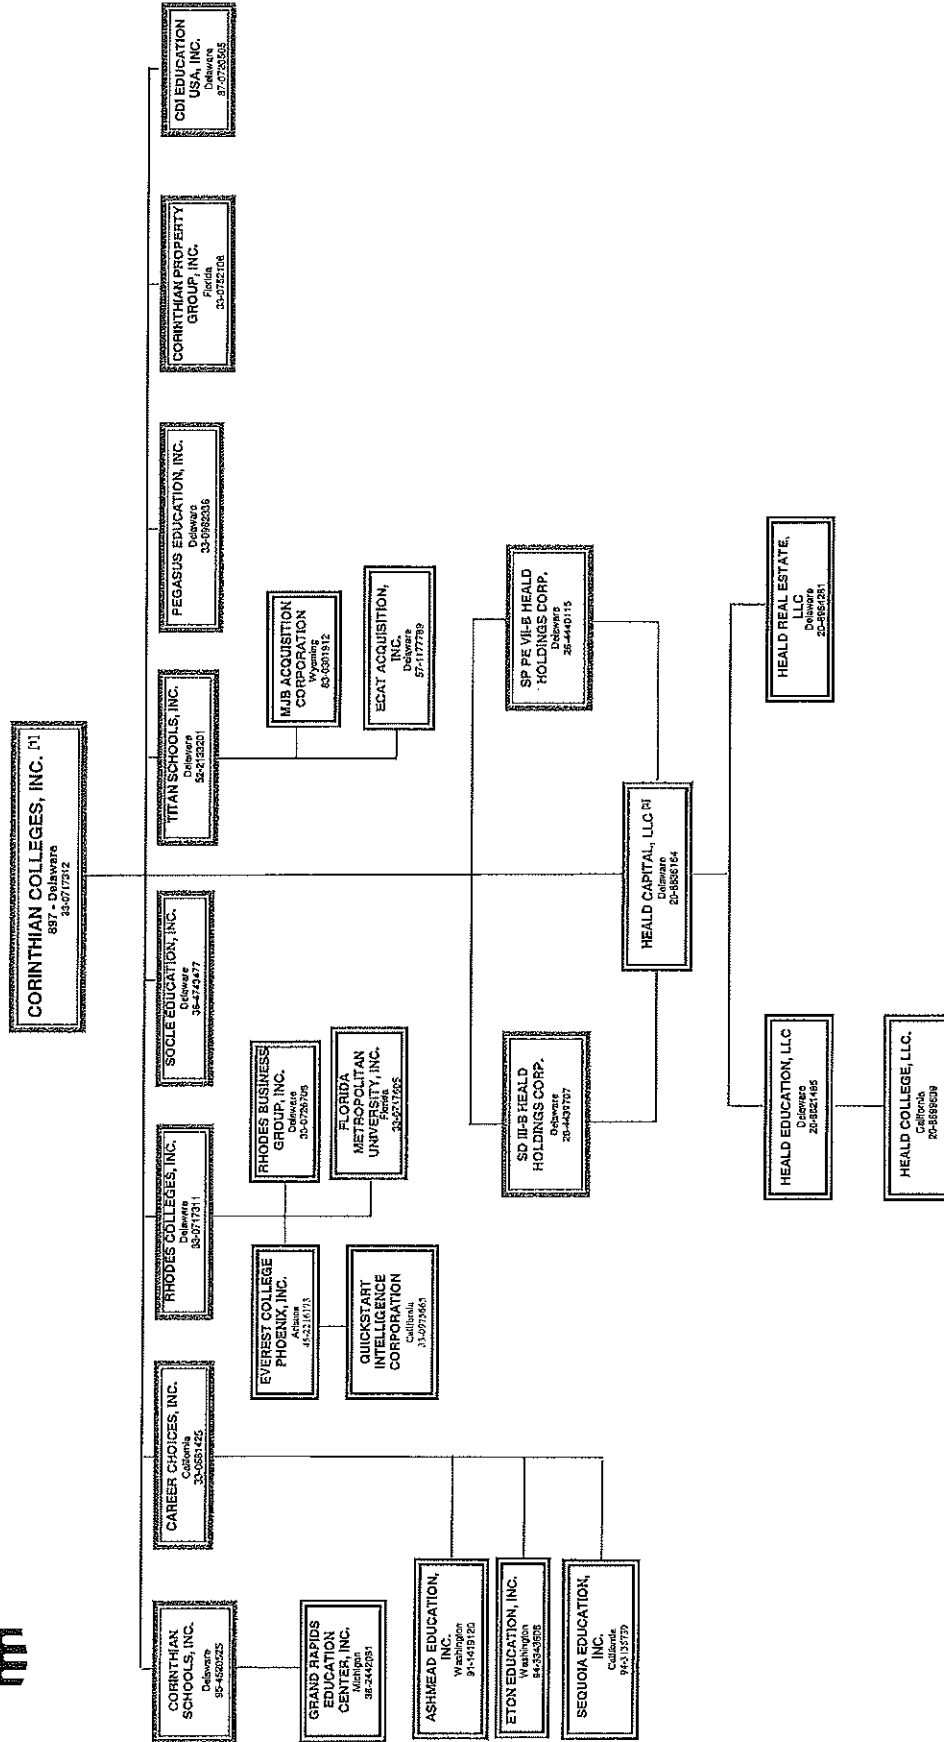 CORINTHIAN COLLEGES, INC. [1]
897 - Delaware
33-0717312
CORINTHIAN
SCHOOLS, INC.
Delaware
95-4520525
CAREER CHOICES, INC.
California
RHODES COLLEGES, INC.
Delaware
33-0717311
SOCLE EDUCATION, INC.
Delaware
36-4743477
TITAN SCHOOLS, INC.
Delaware
52-2133201
PEGASUS EDUCATION, INC.
Delaware
CORINTHIAN PROPERTY
GROUP, INC.
Florida
CDI EDUCATION
USA, INC.
Delaware
GRAND RAPIDS
EDUCATION
CENTER, INC.
Michigan
ASHMEAD EDUCATION,
INC.
Washington
91-1419120
ETON EDUCATION, INC.
Washington
SEQUOIA EDUCATION,
INC.
California
EVEREST COLLEGE
PHOENIX, INC.
Arizona
RHODES BUSINESS
GROUP, INC.
Delaware
QUICKSTART
INTELLIGENCE
CORPORATION
California
FLORIDA
METROPOLITAN
UNIVERSITY, INC.
Florida
MJB ACQUISITION
CORPORATION
Wyoming
ECAT ACQUISITION,
INC.
Delaware
SD III-B HEALD
HOLDINGS CORP.
Delaware
SP PE VII-B HEALD
HOLDINGS CORP.
Delaware
HEALD CAPITAL, LLC
Delaware
HEALD EDUCATION, LLC
Delaware
HEALD REAL ESTATE,
LLC
Delaware
HEALD COLLEGE, LLC.
California